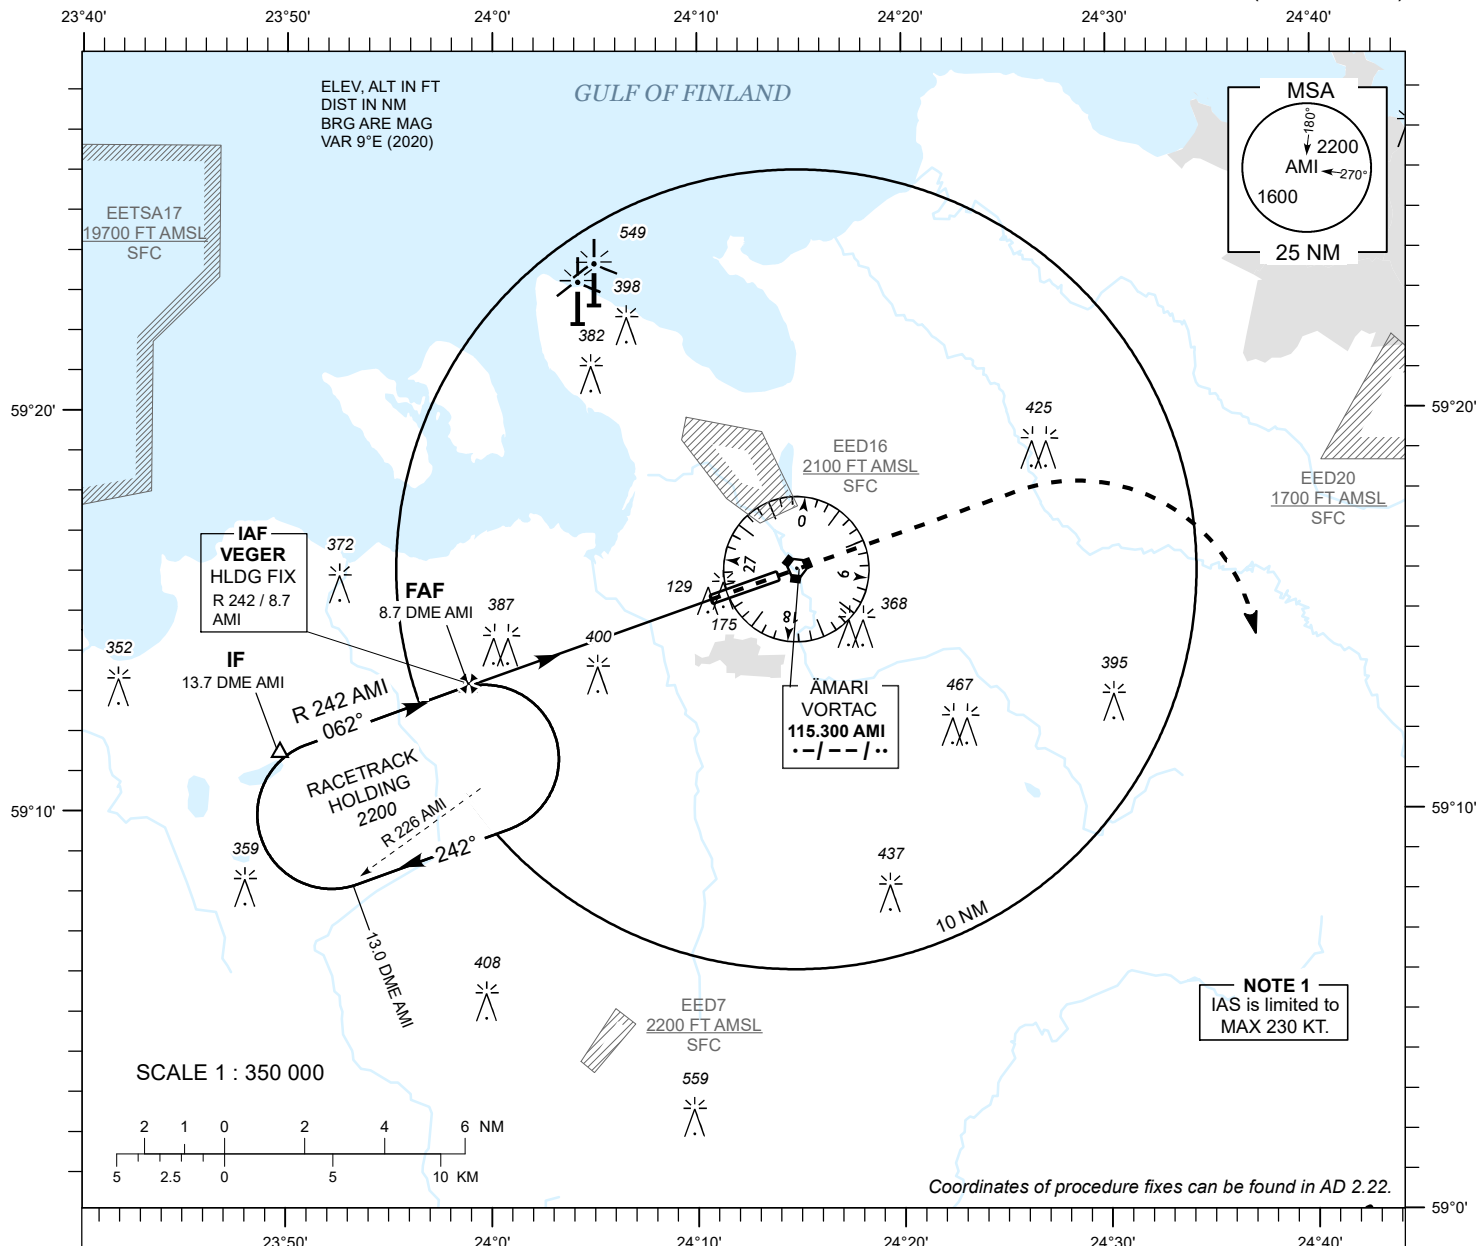 23°40'
23°50'
24°0'
24°10'
24°20'
24°30'
24°40'
ELEV, ALT IN FT
DIST IN NM
BRG ARE MAG
VAR 9°E (2020)
GULF OF FINLAND
MSA
180°
2200
AMI
270°
1600
25 NM
EETSA17
19700 FT AMSL
SFC
549
398
382
59°20'
59°20'
425
EED16
2100 FT AMSL
SFC
EED20
1700 FT AMSL
SFC
IAF
VEGER
HLDG FIX
R 242 / 8.7
AMI
372
FAF
8.7 DME AMI
387
400
129
175
0
9
18
27
368
352
IF
13.7 DME AMI
R 242 AMI
062°
RACETRACK
HOLDING
2200
R 226 AMI
242°
ÄMARI
VORTAC
115.300 AMI
467
395
59°10'
59°10'
359
437
10 NM
13.0 DME AMI
408
EED7
2200 FT AMSL
SFC
559
NOTE 1
IAS is limited to
MAX 230 KT.
SCALE 1 : 350 000
2 1 0 2 4 6 NM
5 2.5 0 5 10 KM
Coordinates of procedure fixes can be found in AD 2.22.
59°0'
23°50'
24°0'
24°10'
24°20'
24°30'
24°40'